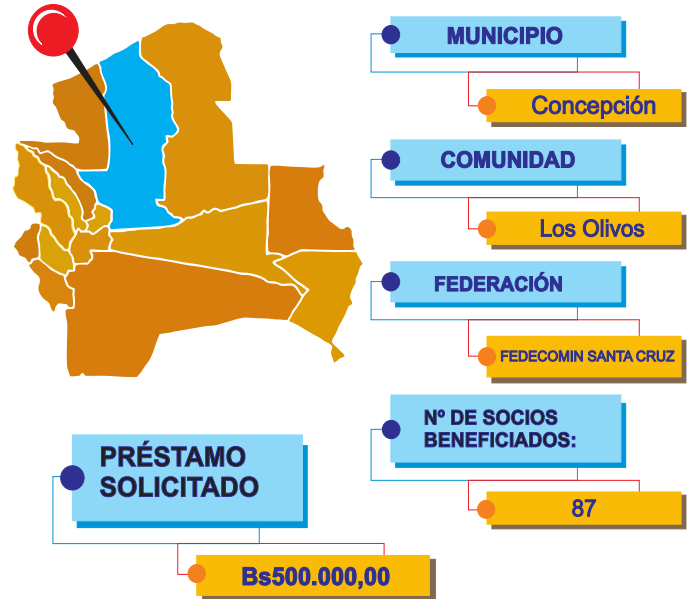 MUNICIPIO
Concepción
COMUNIDAD
Los Olivos
FEDERACIÓN
FEDECOMIN SANTA CRUZ
Nº DE SOCIOS
BENEFICIADOS:
87
PRÉSTAMO
SOLICITADO
Bs500.000,00